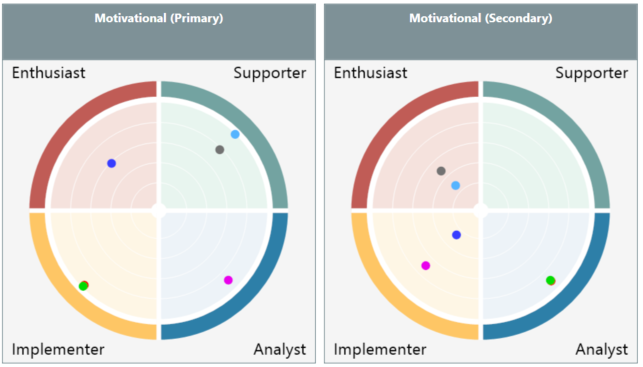 Motivational (Primary)
Enthusiast
Supporter
Implementer
Analyst
Motivational (Secondary)
Enthusiast
Supporter
Implementer
Analyst